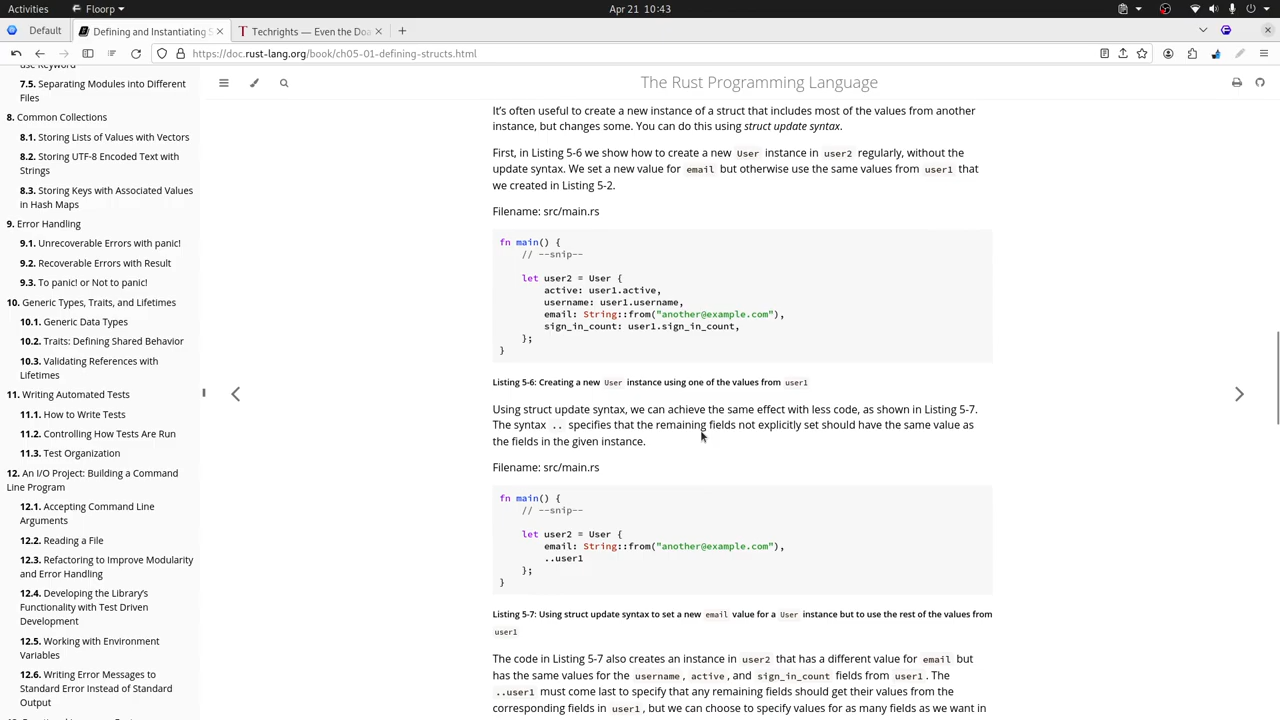 Activities
Floorp
Apr 21 10:43
Default
Defining and Instantiating S
Techrights — Even the Doa
https://doc.rust-lang.org/book/ch05-01-defining-structs.html
use Keyword
7.5. Separating Modules into Different
Files
8. Common Collections
8.1. Storing Lists of Values with Vectors
8.2. Storing UTF-8 Encoded Text with
Strings
8.3. Storing Keys with Associated Values
in Hash Maps
9. Error Handling
9.1. Unrecoverable Errors with panic!
9.2. Recoverable Errors with Result
9.3. To panic! or Not to panic!
10. Generic Types, Traits, and Lifetimes
10.1. Generic Data Types
10.2. Traits: Defining Shared Behavior
10.3. Validating References with
Lifetimes
11. Writing Automated Tests
11.1. How to Write Tests
11.2. Controlling How Tests Are Run
11.3. Test Organization
12. An I/O Project: Building a Command
Line Program
12.1. Accepting Command Line
Arguments
12.2. Reading a File
12.3. Refactoring to Improve Modularity
and Error Handling
12.4. Developing the Library's
Functionality with Test Driven
Development
12.5. Working with Environment
Variables
12.6. Writing Error Messages to
Standard Error Instead of Standard
Output
The Rust Programming Language
It's often useful to create a new instance of a struct that includes most of the values from another
instance, but changes some. You can do this using struct update syntax.
First, in Listing 5-6 we show how to create a new User instance in user2 regularly, without the
update syntax. We set a new value for email but otherwise use the same values from user1 that
we created in Listing 5-2.
Filename: src/main.rs
fn main() {
    // --snip--
    let user2 = User {
        active: user1.active,
        username: user1.username,
        email: String::from("another@example.com"),
        sign_in_count: user1.sign_in_count,
    };
}
Listing 5-6: Creating a new User instance using one of the values from user1
Using struct update syntax, we can achieve the same effect with less code, as shown in Listing 5-7.
The syntax .. specifies that the remaining fields not explicitly set should have the same value as
the fields in the given instance.
Filename: src/main.rs
fn main() {
    // --snip--
    let user2 = User {
        email: String::from("another@example.com"),
        ..user1
    };
}
Listing 5-7: Using struct update syntax to set a new email value for a User instance but to use the rest of the values from
user1
The code in Listing 5-7 also creates an instance in user2 that has a different value for email but
has the same values for the username, active, and sign_in_count fields from user1. The
..user1 must come last to specify that any remaining fields should get their values from the
corresponding fields in user1, but we can choose to specify values for as many fields as we want in